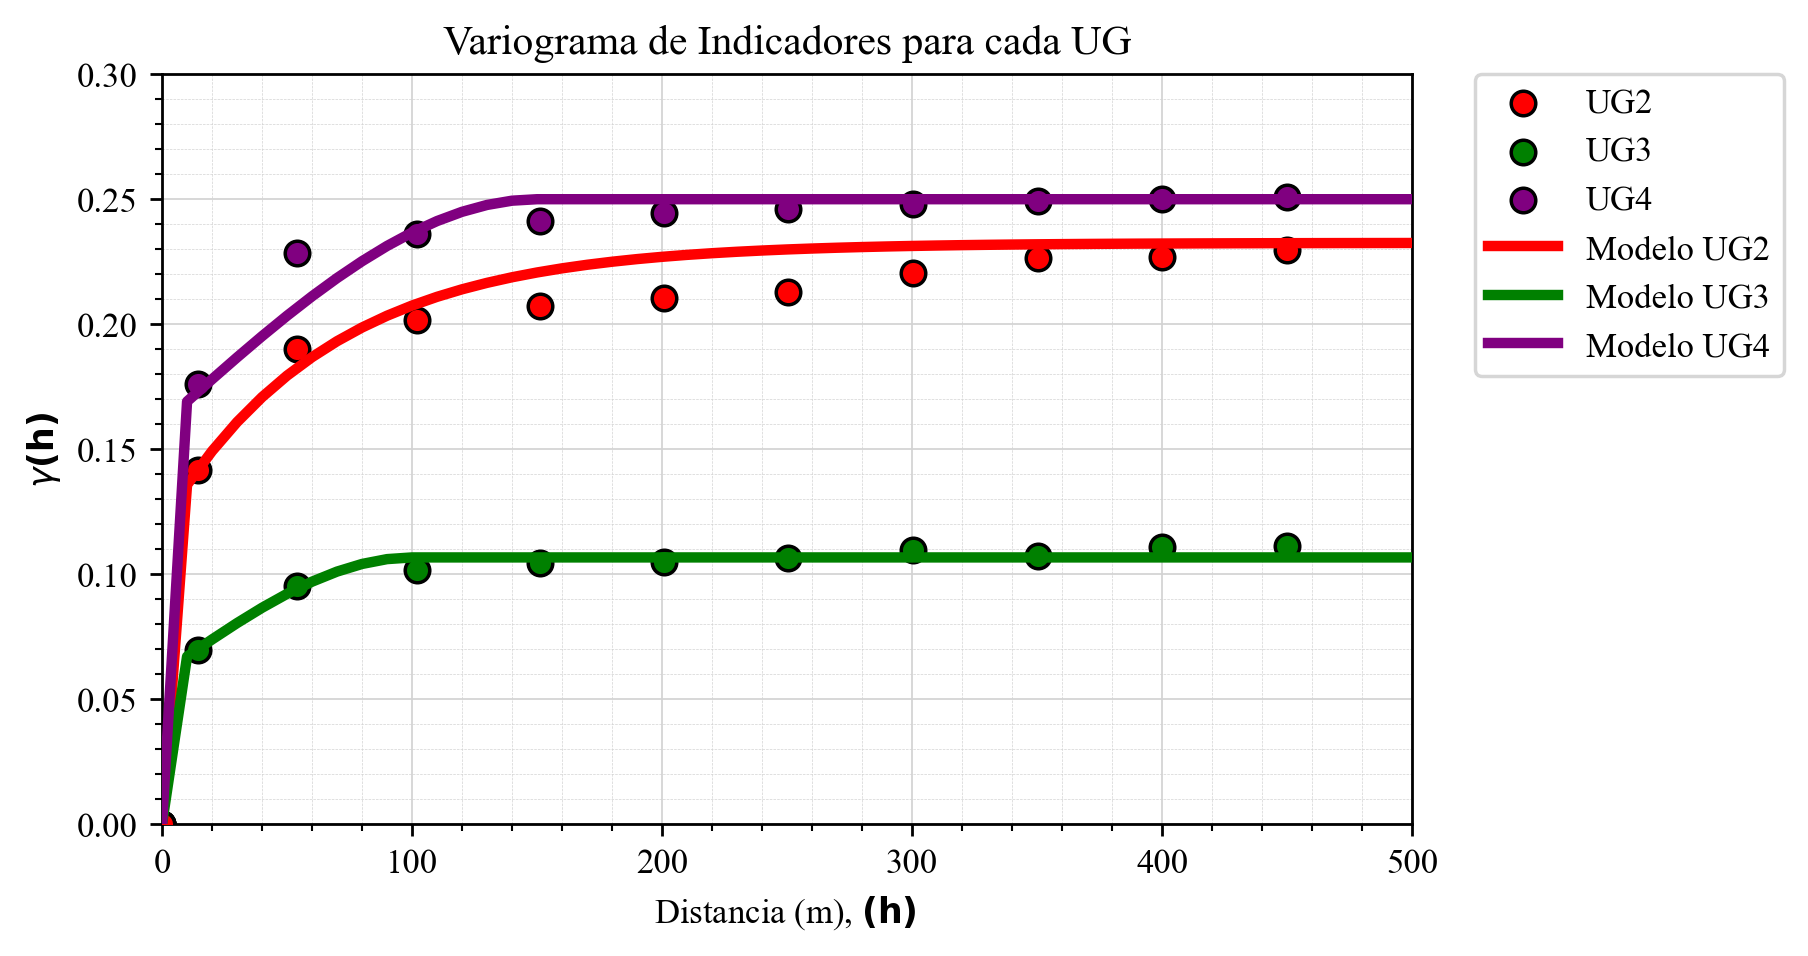 Variograma de Indicadores para cada UG
0.30
0.25
0.20
0.15
0.10
0.05
0.00
γ(h)
0 100 200 300 400 500
Distancia (m), (h)
UG2
UG3
UG4
Modelo UG2
Modelo UG3
Modelo UG4